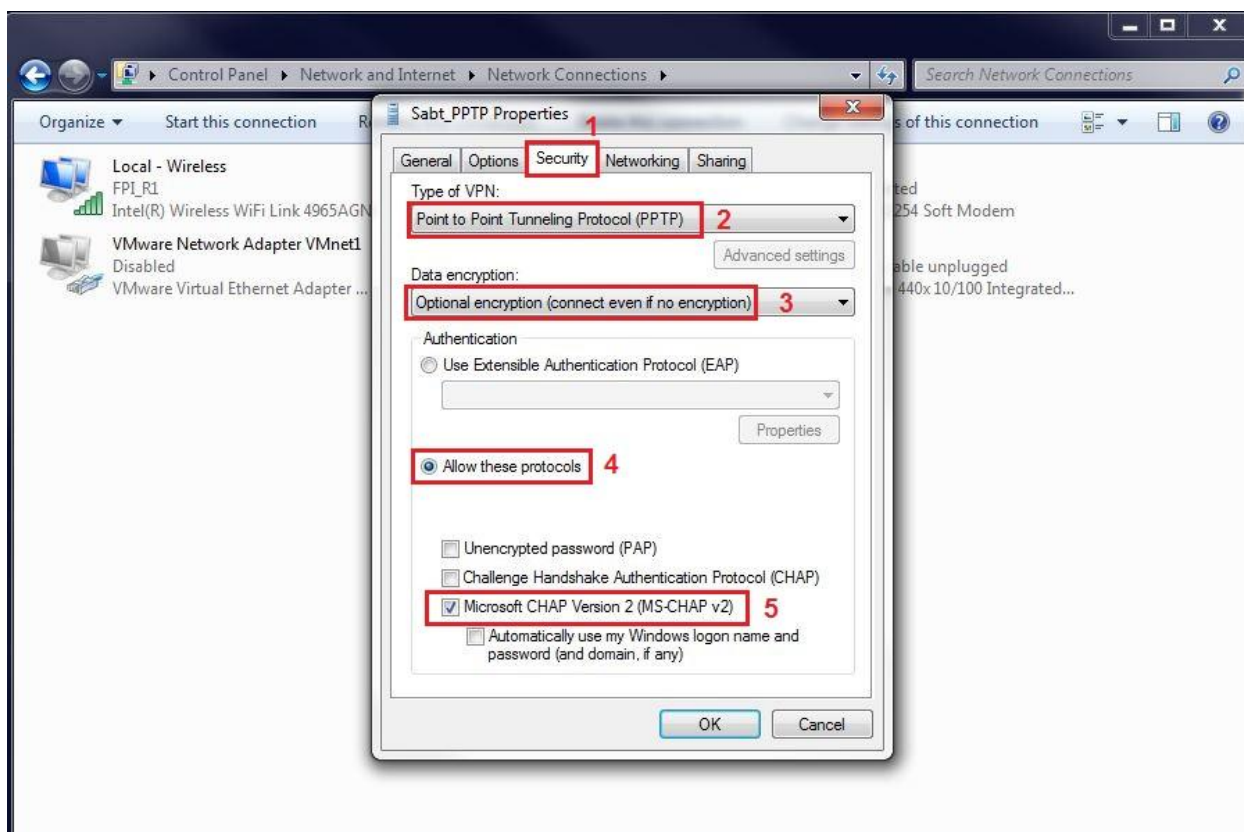 Control Panel Network and Internet Network Connections
Search Network Connections
Organize
Start this connection
s of this connection
Local - Wireless
FPI_R1
Intel(R) Wireless WiFi Link 4965AGN
VMware Network Adapter VMnet1
Disabled
VMware Virtual Ethernet Adapter ...
254 Soft Modem
able unplugged
440x 10/100 Integrated...
Sabt_PPTP Properties
1
General Options Security Networking Sharing
Type of VPN:
Point to Point Tunneling Protocol (PPTP) 2
Advanced settings
Data encryption:
Optional encryption (connect even if no encryption) 3
Authentication
Use Extensible Authentication Protocol (EAP)
Properties
Allow these protocols 4
Unencrypted password (PAP)
Challenge Handshake Authentication Protocol (CHAP)
Microsoft CHAP Version 2 (MS-CHAP v2) 5
Automatically use my Windows logon name and
password (and domain, if any)
OK Cancel